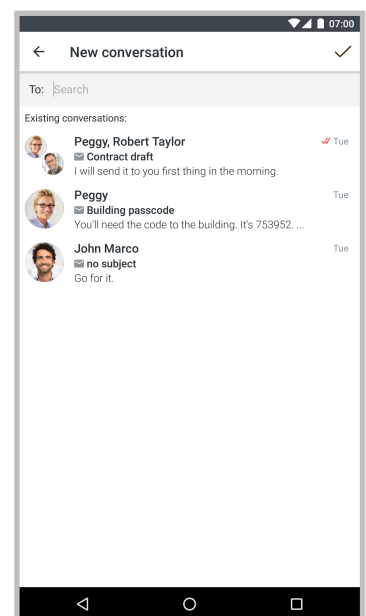 07:00
New conversation
To: Search
Existing conversations:
Peggy, Robert Taylor Tue
Contract draft
I will send it to you first thing in the morning.
Peggy Tue
Building passcode
You'll need the code to the building. It's 753952. ...
John Marco Tue
no subject
Go for it.